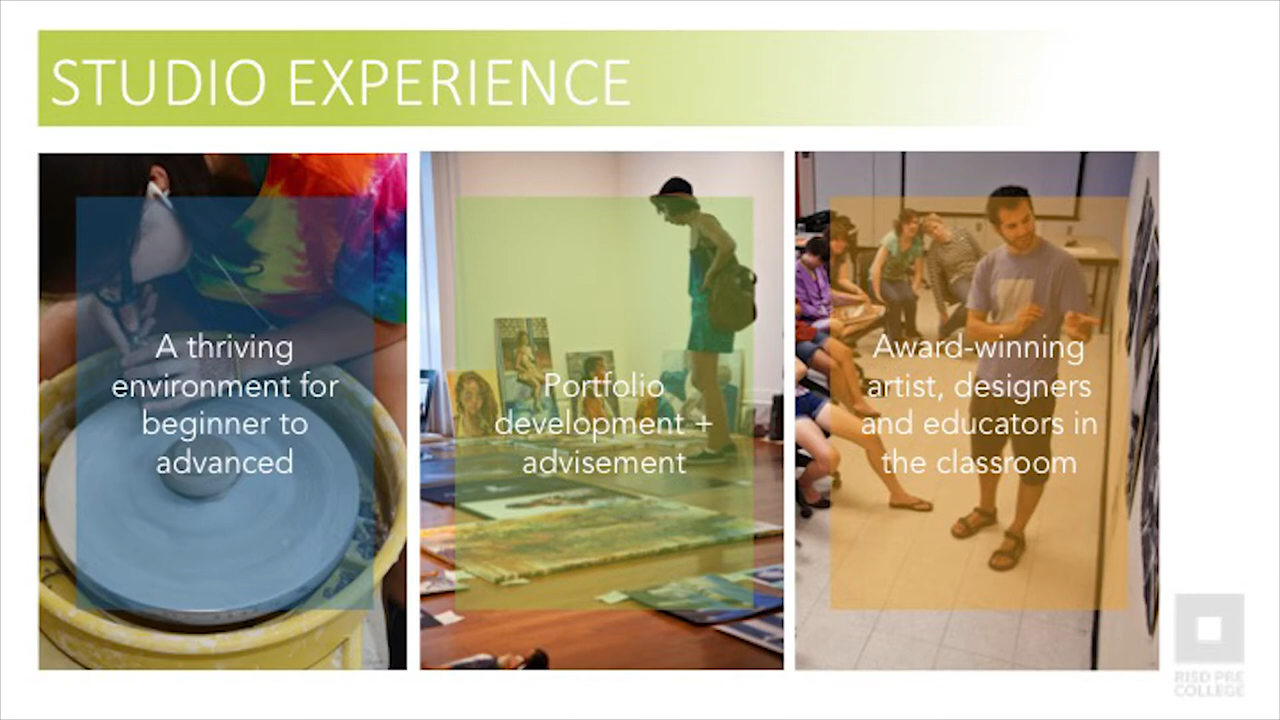 STUDIO EXPERIENCE
A thriving
environment for
beginner to
advanced
Portfolio
development +
advisement
Award-winning
artist, designers
and educators in
the classroom
RISD PRE
COLLEGE